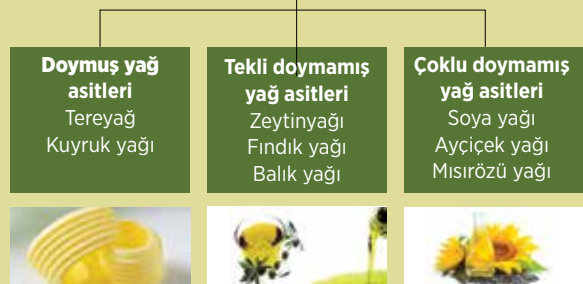 Doymuş yağ
asitleri
Tereyağ
Kuyruk yağı
Tekli doymamış
yağ asitleri
Zeytinyağı
Fındık yağı
Balık yağı
Çoklu doymamış
yağ asitleri
Soya yağı
Ayçiçek yağı
Mısırözü yağı